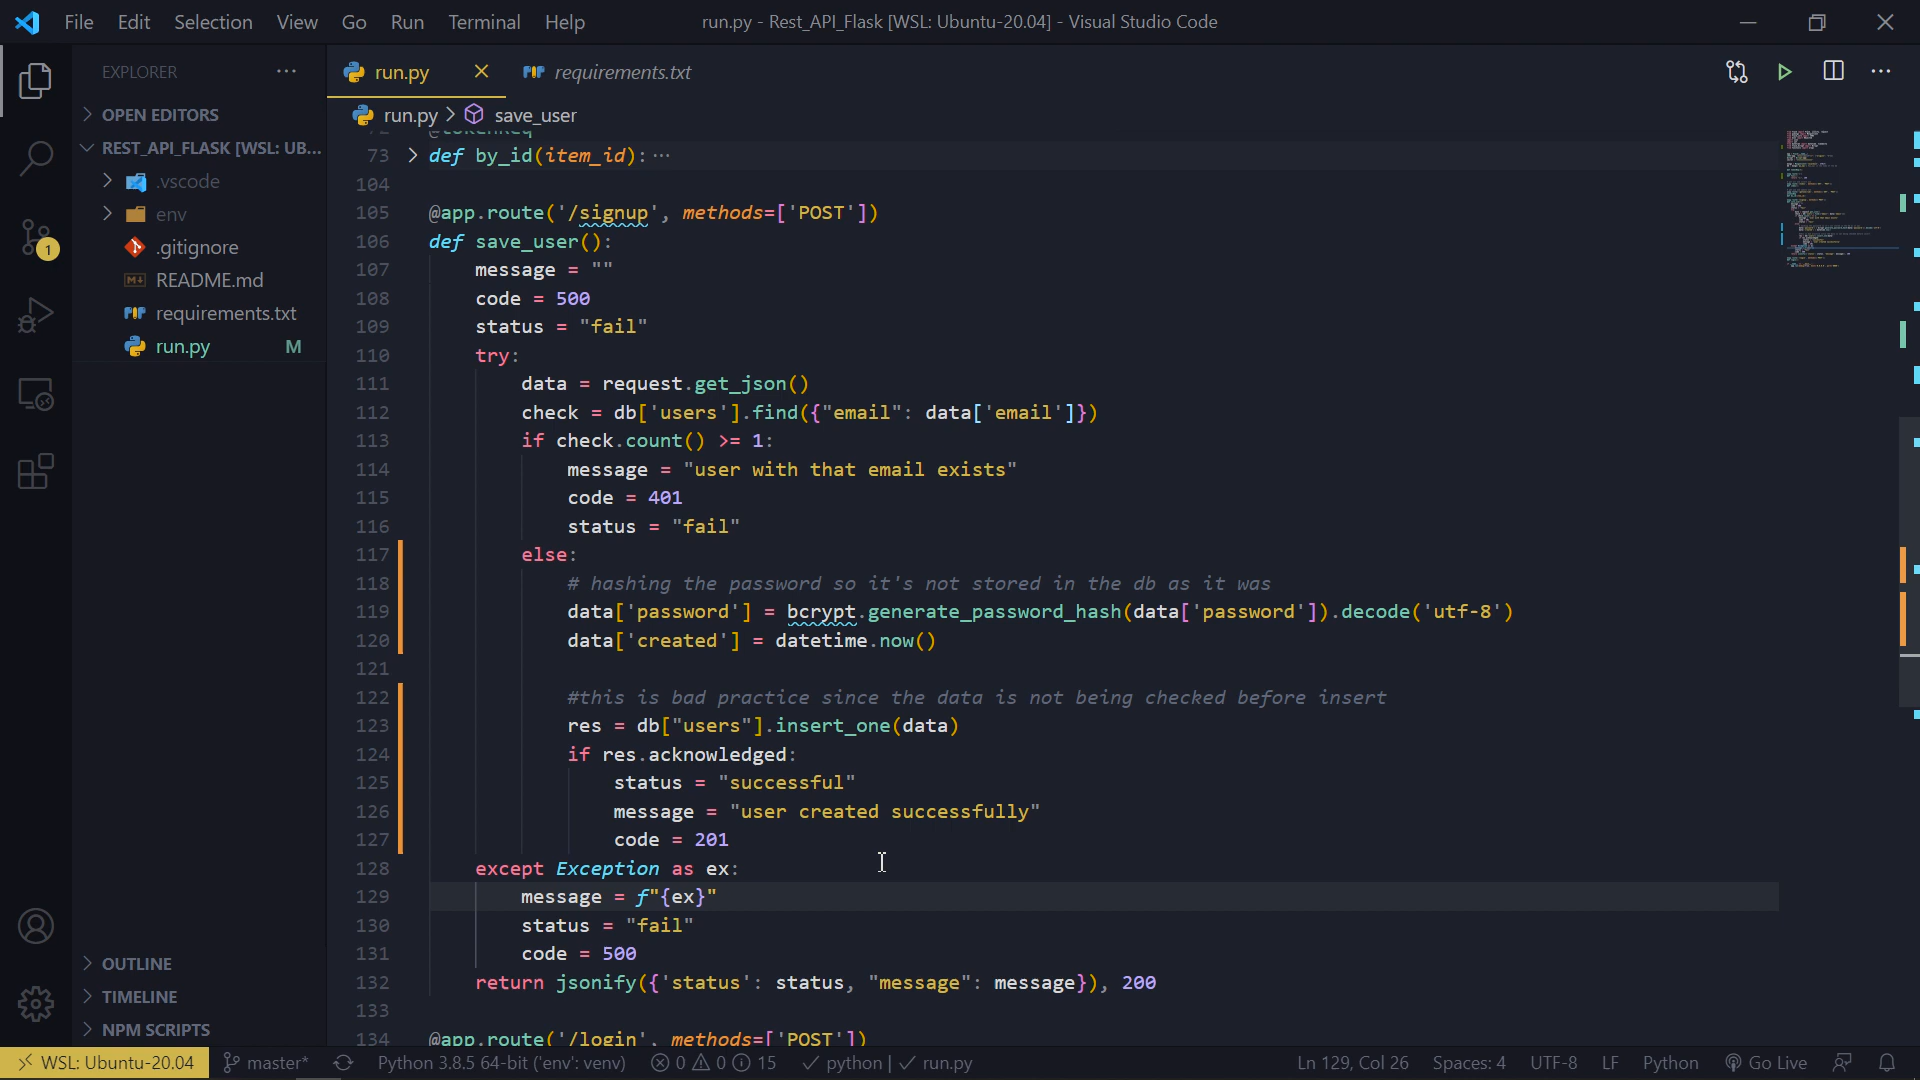 File Edit Selection View Go Run Terminal Help run.py - Rest_API_Flask [WSL: Ubuntu-20.04] - Visual Studio Code
EXPLORER ···
run.py
requirements.txt
OPEN EDITORS
REST_API_FLASK [WSL: UB...
.vscode
env
.gitignore
README.md
requirements.txt
run.py M
OUTLINE
TIMELINE
NPM SCRIPTS
1
run.py > save_user
72 @tokenReq
73 def by_id(item_id): ···
104
105 @app.route('/signup', methods=['POST'])
106 def save_user():
107     message = ""
108     code = 500
109     status = "fail"
110     try:
111         data = request.get_json()
112         check = db['users'].find({"email": data['email']})
113         if check.count() >= 1:
114             message = "user with that email exists"
115             code = 401
116             status = "fail"
117         else:
118             # hashing the password so it's not stored in the db as it was
119             data['password'] = bcrypt.generate_password_hash(data['password']).decode('utf-8')
120             data['created'] = datetime.now()
121
122             #this is bad practice since the data is not being checked before insert
123             res = db["users"].insert_one(data)
124             if res.acknowledged:
125                 status = "successful"
126                 message = "user created successfully"
127                 code = 201
128     except Exception as ex:
129         message = f"{ex}"
130         status = "fail"
131         code = 500
132     return jsonify({'status': status, "message": message}), 200
133
134 @app.route('/login', methods=['POST'])
WSL: Ubuntu-20.04 master* Python 3.8.5 64-bit ('env': venv) 0 0 15 python | run.py Ln 129, Col 26 Spaces: 4 UTF-8 LF Python Go Live